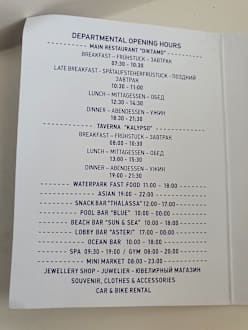 DEPARTMENTAL OPENING HOURS
MAIN RESTAURANT "DIKTAMO"
BREAKFAST – FRÜHSTÜCK – ЗАВТРАК
07:30 - 10:30
LATE BREAKFAST – SPÄTAUFSTEHERFRÜSTÜCK – ПОЗДНИЙ
ЗАВТРАК
10:30 - 11:00
LUNCH – MITTAGESSEN – ОБЕД
12:30 - 14:30
DINNER – ABENDESSEN – УЖИН
18:30 - 21:30
TAVERNA "KALYPSO"
BREAKFAST – FRÜHSTÜCK – ЗАВТРАК
08:00 - 10:30
LUNCH – MITTAGESSEN – ОБЕД
13:00 - 15:30
DINNER – ABENDESSEN – УЖИН
19:00 - 21:30
WATERPARK FAST FOOD 11:00 - 18:00
ASIAN 19:00 - 22:00
SNACK BAR "THALASSA" 12:00 - 17:00
POOL BAR "BLUE" 10:00 - 00:00
BEACH BAR "SUN & SEA" 10:00 - 18:00
LOBBY BAR "ASTERI" 17:00 - 00:00
OCEAN BAR 10:00 - 18:00
SPA 09:30 - 19:00 / GYM 08:00 - 20:00
MINI MARKET 08:00 - 23:00
JEWELLERY SHOP - JUWELIER - ЮВЕЛИРНЫЙ МАГАЗИН
SOUVENIR, CLOTHES & ACCESSORIES
CAR & BIKE RENTAL